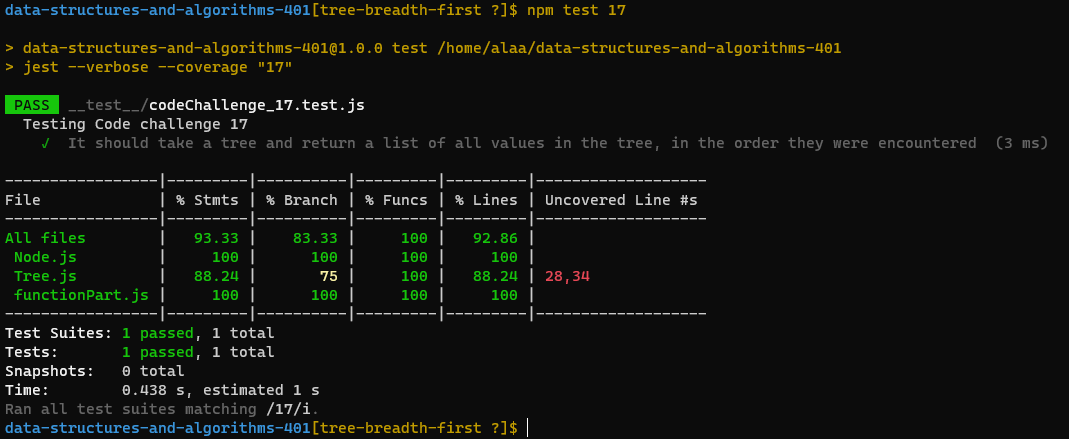 data-structures-and-algorithms-401[tree-breadth-first ?]$ npm test 17
> data-structures-and-algorithms-401@1.0.0 test /home/alaa/data-structures-and-algorithms-401
> jest --verbose --coverage "17"
PASS __test__/codeChallenge_17.test.js
Testing Code challenge 17
✓ It should take a tree and return a list of all values in the tree, in the order they were encountered (3 ms)
-----------------|---------|----------|---------|---------|-------------------
File             | % Stmts | % Branch | % Funcs | % Lines | Uncovered Line #s
-----------------|---------|----------|---------|---------|-------------------
All files        |   93.33 |    83.33 |     100 |   92.86 |
 Node.js         |     100 |      100 |     100 |     100 |
 Tree.js         |   88.24 |       75 |     100 |   88.24 | 28,34
 functionPart.js |     100 |      100 |     100 |     100 |
-----------------|---------|----------|---------|---------|-------------------
Test Suites: 1 passed, 1 total
Tests:       1 passed, 1 total
Snapshots:   0 total
Time:        0.438 s, estimated 1 s
Ran all test suites matching /17/i.
data-structures-and-algorithms-401[tree-breadth-first ?]$